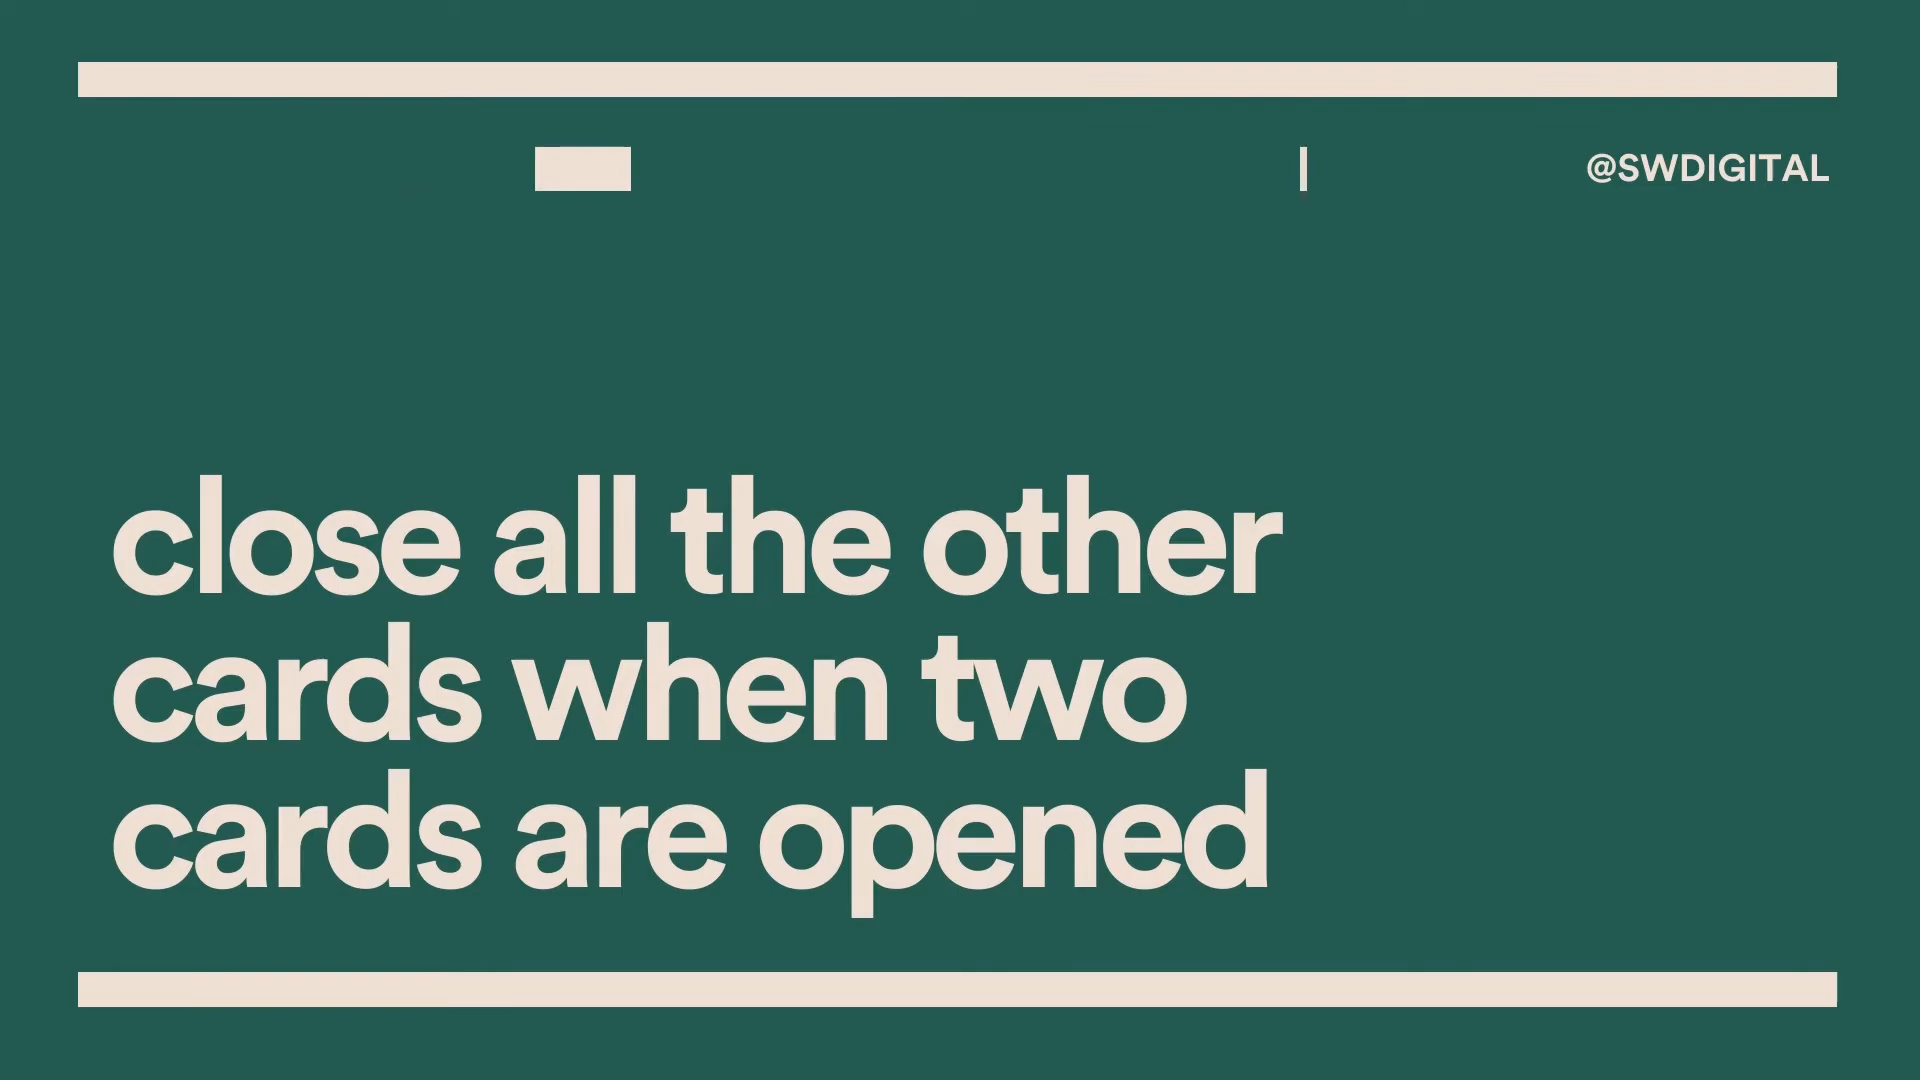 @SWDIGITAL
close all the other
cards when two
cards are opened